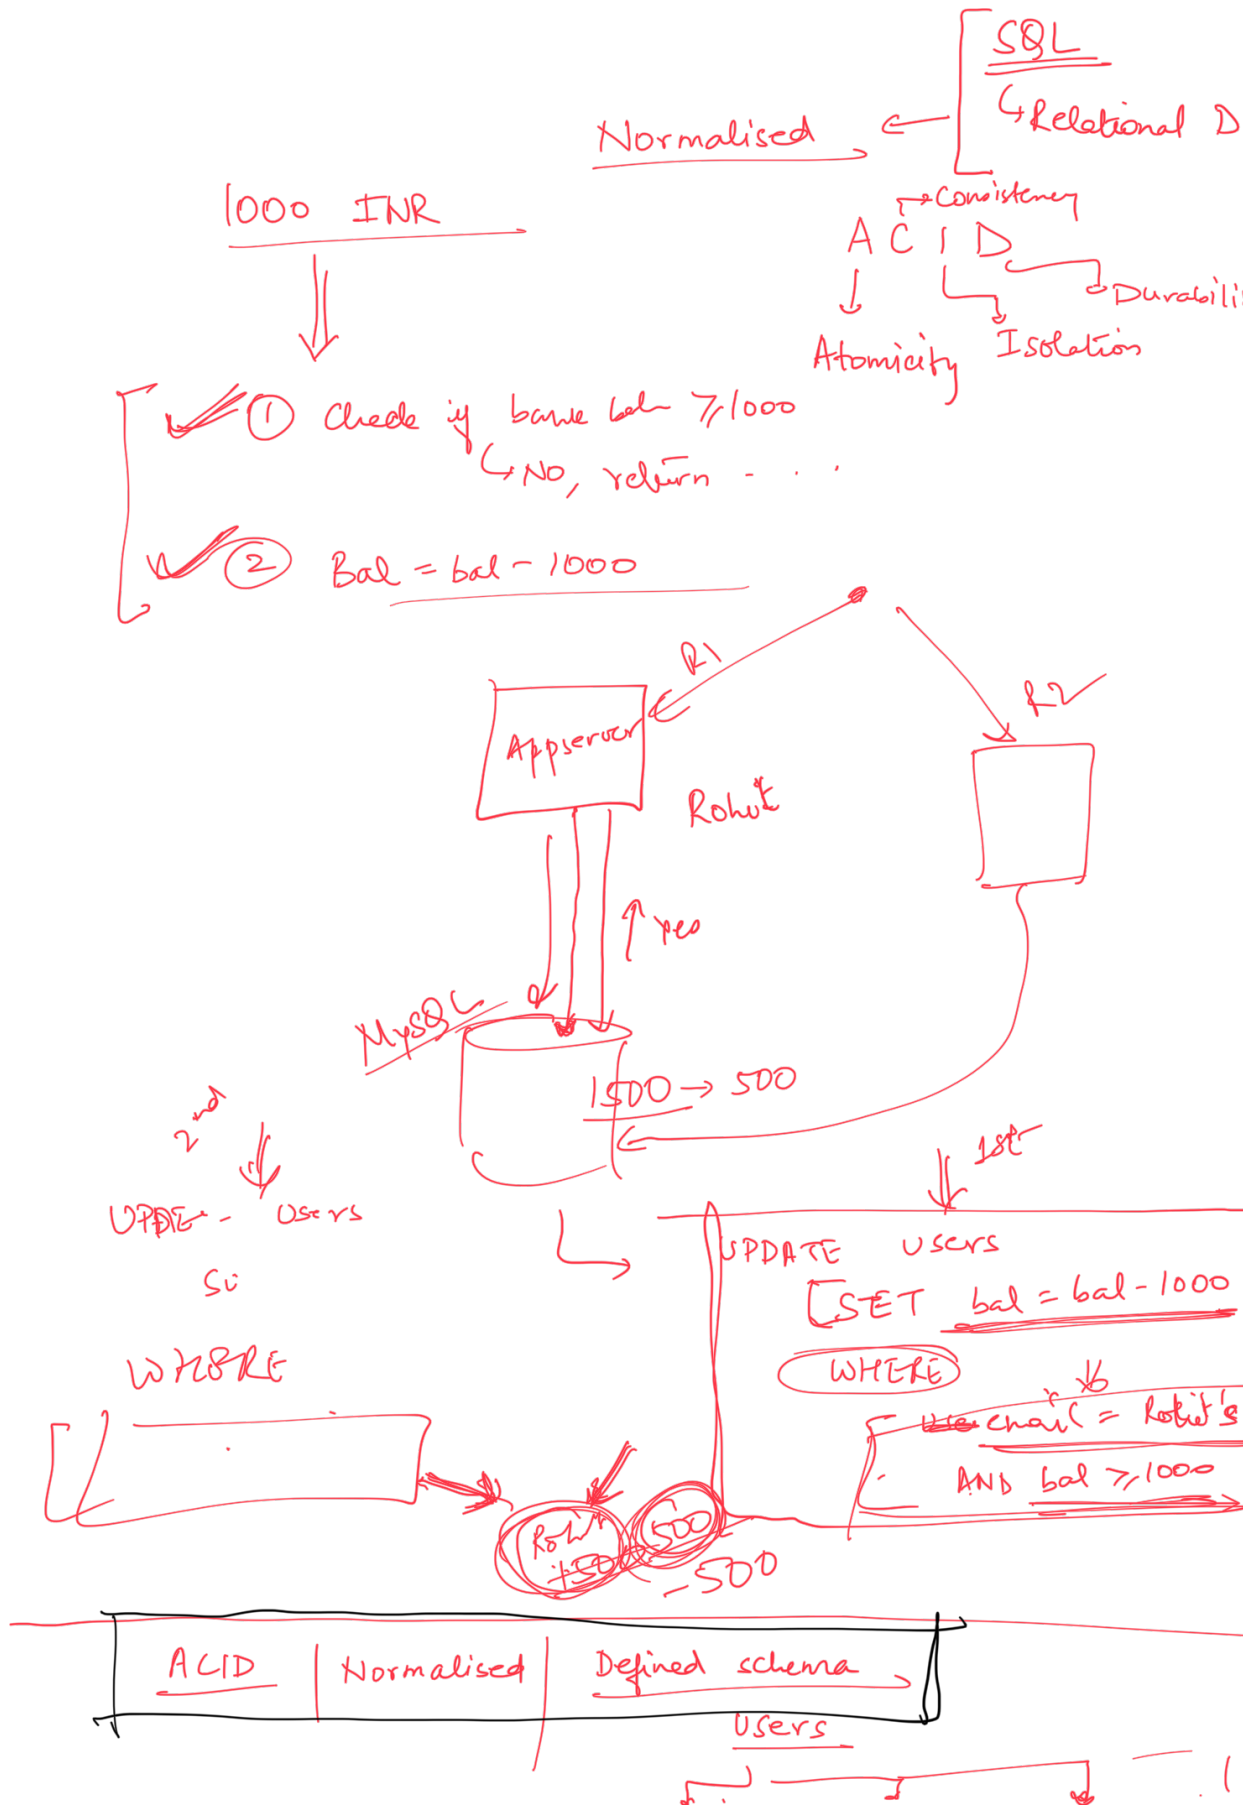 SQL
↳ Relational D
Normalised
1000 INR
Consistency
A C I D
Durabili
Atomicity
Isolation
① Check if bank bal ≥ 1000
↳ NO, return - . . .
② Bal = bal - 1000
R1
R2
Appserver
Rohit
yes
MySQL
1500 → 500
2nd
1st
UPDE - Users
UPDATE users
SET bal = bal - 1000
WHERE
WHERE
email = Rohit's
AND bal ≥ 1000
500
-500
ACID | Normalised | Defined schema
Users